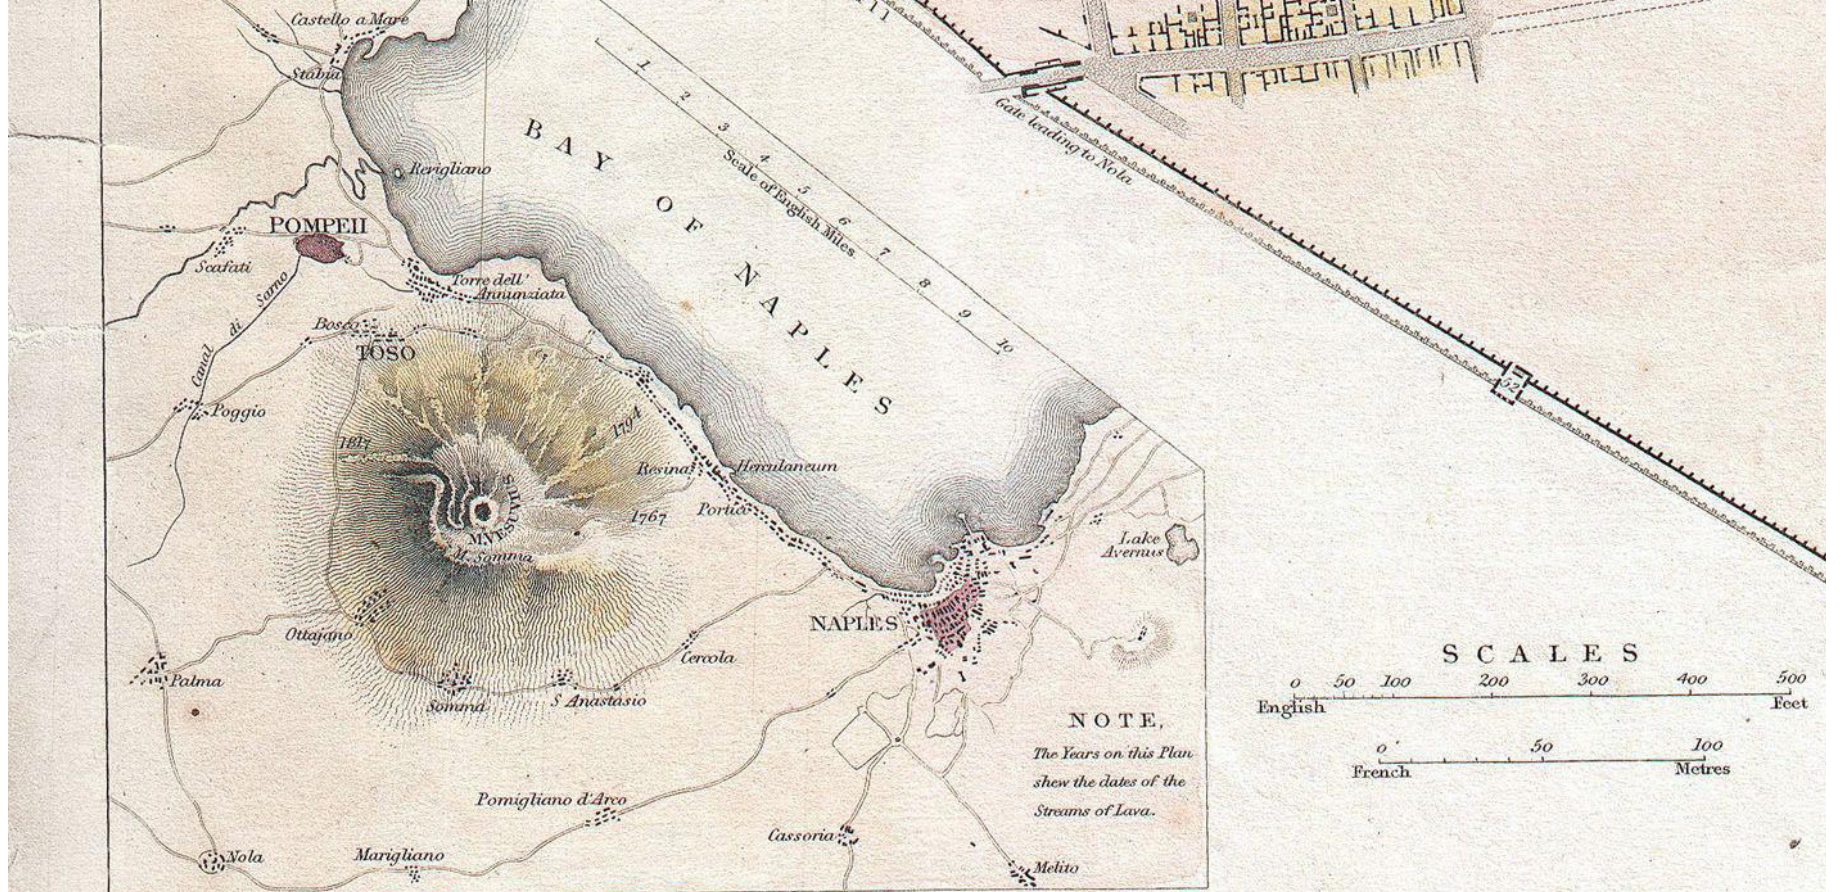 Castello a Mare
Stabia
Revigliano
POMPEII
Scafati
Canal di Sarno
Torre dell'
Annunziata
Bosco
TOSO
Poggio
BAY OF NAPLES
1 2 3 4 5 6 7 8 9 10
Scale of English Miles
Gate leading to Nola
52
1817
1794
1767
Resina
Herculaneum
Portici
M. VESUVIUS
M. Somma
Lake
Avernus
NAPLES
Ottajano
Palma
Somma
S Anastasio
Cercola
Pomigliano d'Arco
Nola
Marigliano
Cassoria
Melito
NOTE,
The Years on this Plan
shew the dates of the
Streams of Lava.
SCALES
0 50 100 200 300 400 500
English Feet
0 50 100
French Metres